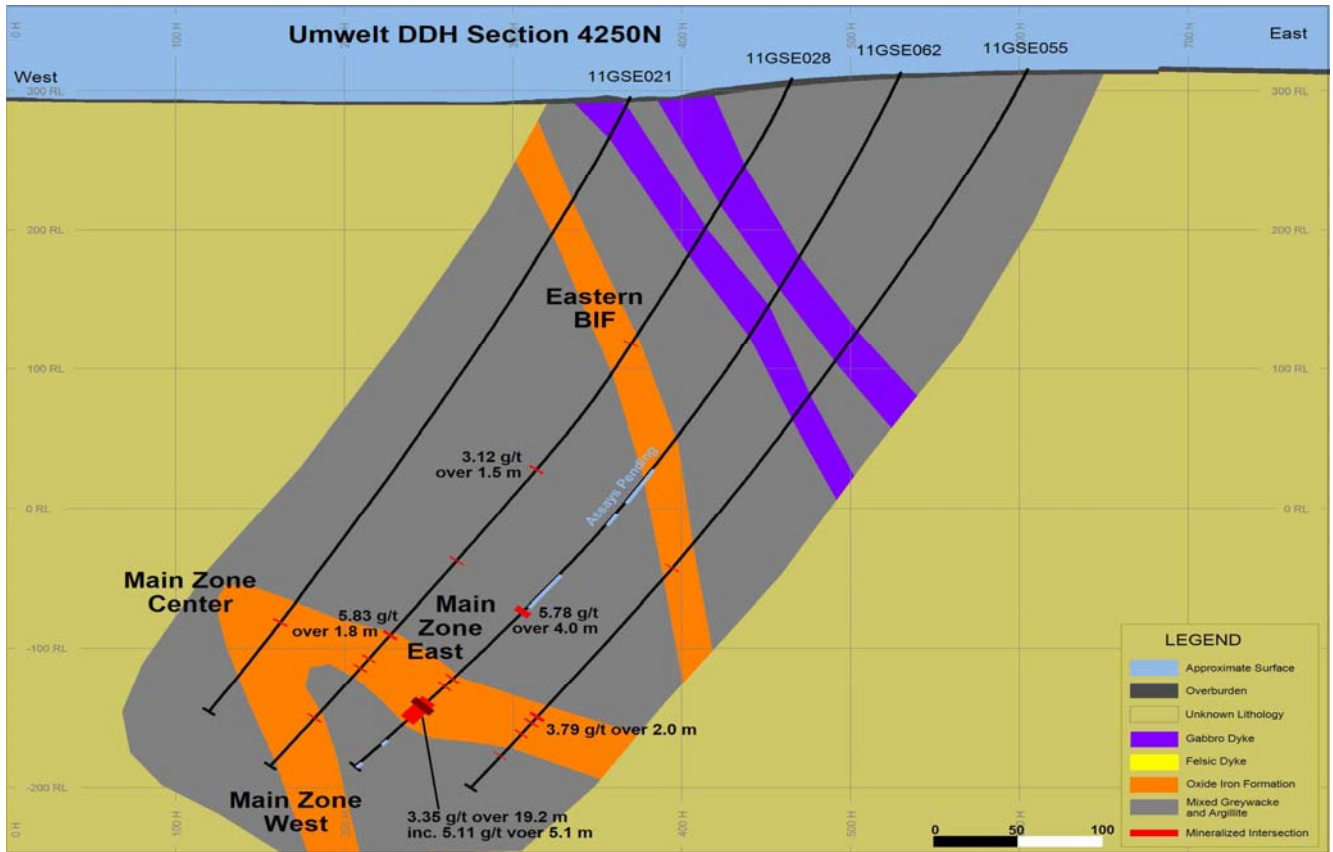 Umwelt DDH Section 4250N
0 H
300 H
400 H
500 H
700 H
West
11GSE021
11GSE028
11GSE062
11GSE055
East
300 RL
300 RL
200 RL
200 RL
Eastern
BIF
100 RL
100 RL
3.12 g/t
over 1.5 m
Assays Pending
0 RL
0 RL
Main Zone
Center
5.83 g/t
over 1.8 m
Main
Zone
East
5.78 g/t
over 4.0 m
-100 RL
3.79 g/t over 2.0 m
-200 RL
Main Zone
West
3.35 g/t over 19.2 m
inc. 5.11 g/t voer 5.1 m
100 H
200 H
400 H
500 H
600 H
700 H
0
50
100
LEGEND
Approximate Surface
Overburden
Unknown Lithology
Gabbro Dyke
Felsic Dyke
Oxide Iron Formation
Mixed Greywacke
and Argillite
Mineralized Intersection